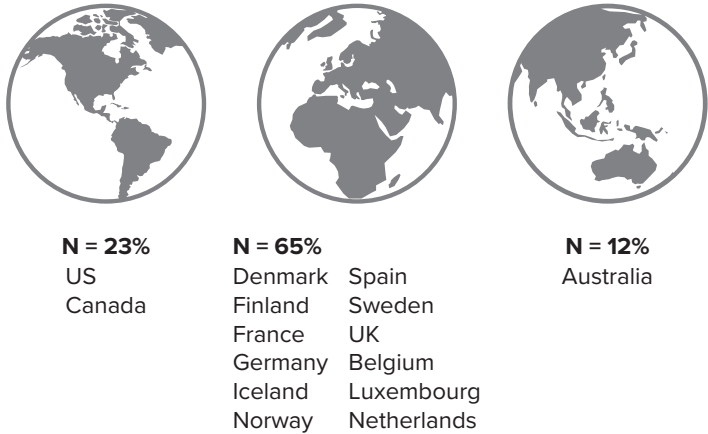 N = 23%
US
Canada
N = 65%
Denmark Spain
Finland Sweden
France UK
Germany Belgium
Iceland Luxembourg
Norway Netherlands
N = 12%
Australia